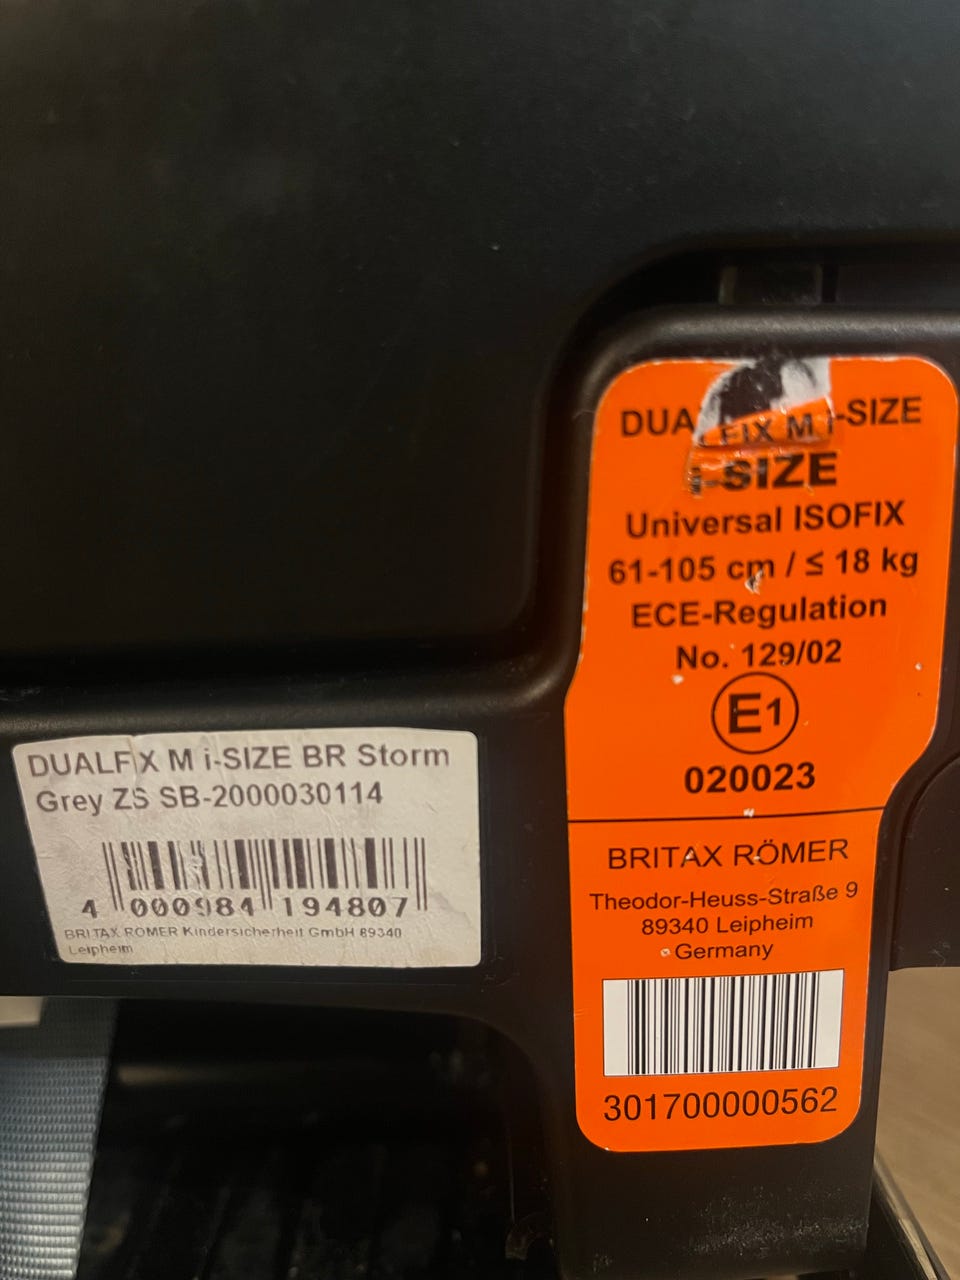 DUALFIX M i-SIZE BR Storm
Grey ZS SB-2000030114
4 000984 194807
BRITAX RÖMER Kindersicherheit GmbH 89340
Leipheim
DUALFIX M i-SIZE
i-SIZE
Universal ISOFIX
61-105 cm / ≤ 18 kg
ECE-Regulation
No. 129/02
E1
020023
BRITAX RÖMER
Theodor-Heuss-Straße 9
89340 Leipheim
Germany
301700000562